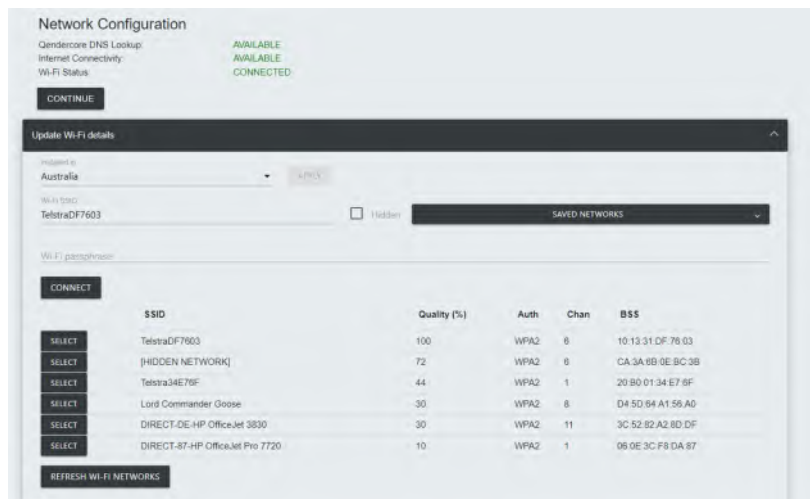 Network Configuration
Qendercore DNS Lookup: AVAILABLE
Internet Connectivity: AVAILABLE
Wi-Fi Status CONNECTED
CONTINUE
Update Wi-Fi details
Installed in
Australia APPLY
Wi-Fi SSID
TelstraDF7603 Hidden SAVED NETWORKS
Wi-Fi passphrase
CONNECT
SSID Quality (%) Auth Chan BSS
SELECT TelstraDF7603 100 WPA2 6 10:13:31:DF:76:03
SELECT [HIDDEN NETWORK] 72 WPA2 6 CA:3A:6B:0E:BC:3B
SELECT Telstra34E76F 44 WPA2 1 20:B0:01:34:E7:6F
SELECT Lord Commander Goose 30 WPA2 8 D4:5D:64:A1:56:A0
SELECT DIRECT-DE-HP OfficeJet 3830 30 WPA2 11 3C:52:82:A2:8D:DF
SELECT DIRECT-87-HP OfficeJet Pro 7720 10 WPA2 1 06:0E:3C:F8:DA:87
REFRESH WI-FI NETWORKS